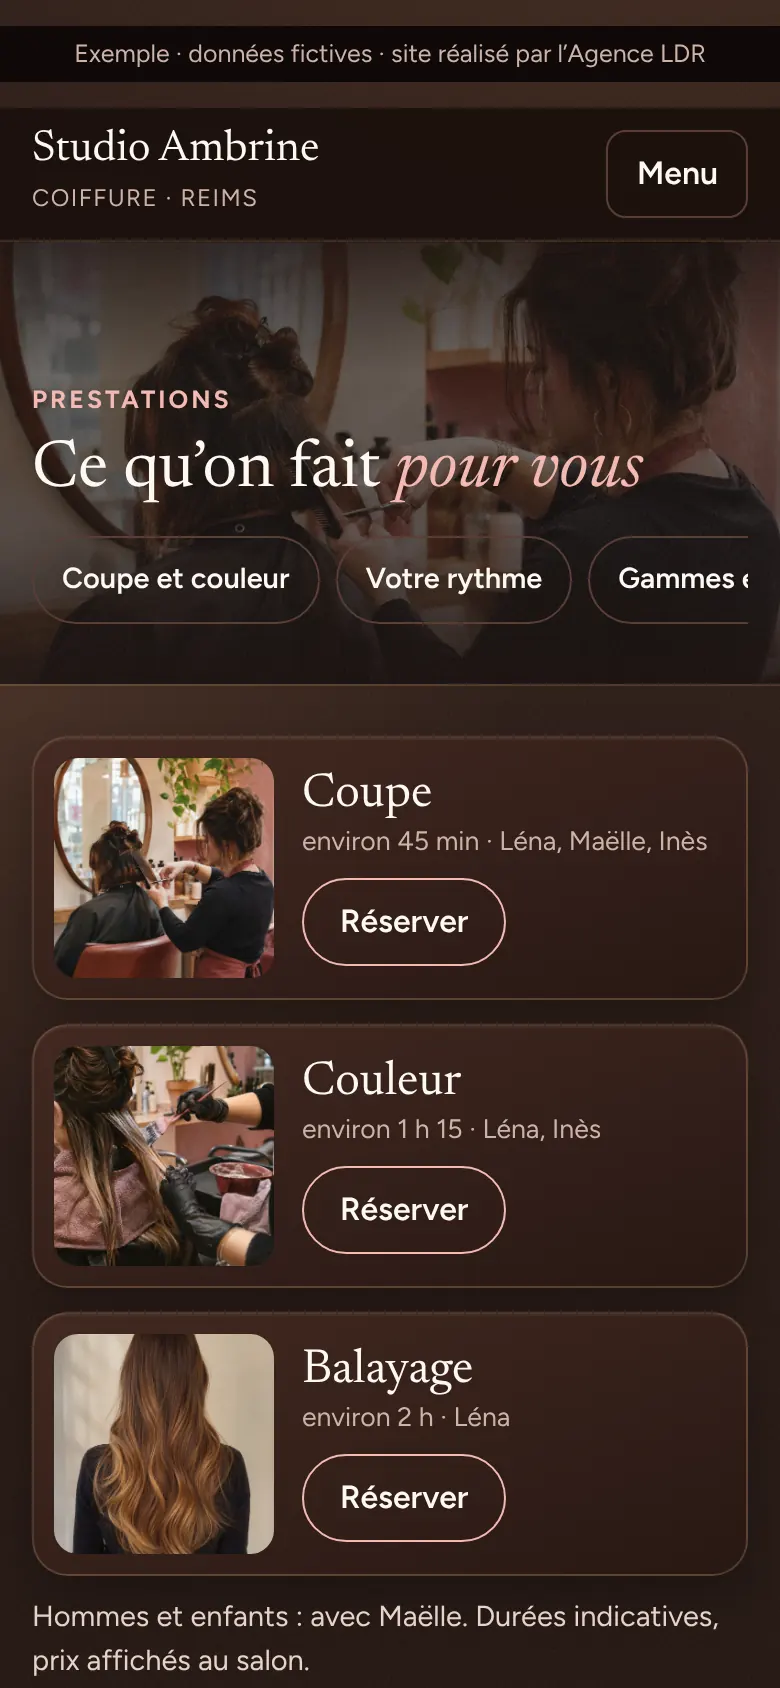 Exemple · données fictives · site réalisé par l’Agence LDR
Studio Ambrine
COIFFURE · REIMS
Menu
PRESTATIONS
Ce qu’on fait pour vous
Coupe et couleur
Votre rythme
Gammes
Coupe
environ 45 min · Léna, Maëlle, Inès
Réserver
Couleur
environ 1 h 15 · Léna, Inès
Réserver
Balayage
environ 2 h · Léna
Réserver
Hommes et enfants : avec Maëlle. Durées indicatives,
prix affichés au salon.